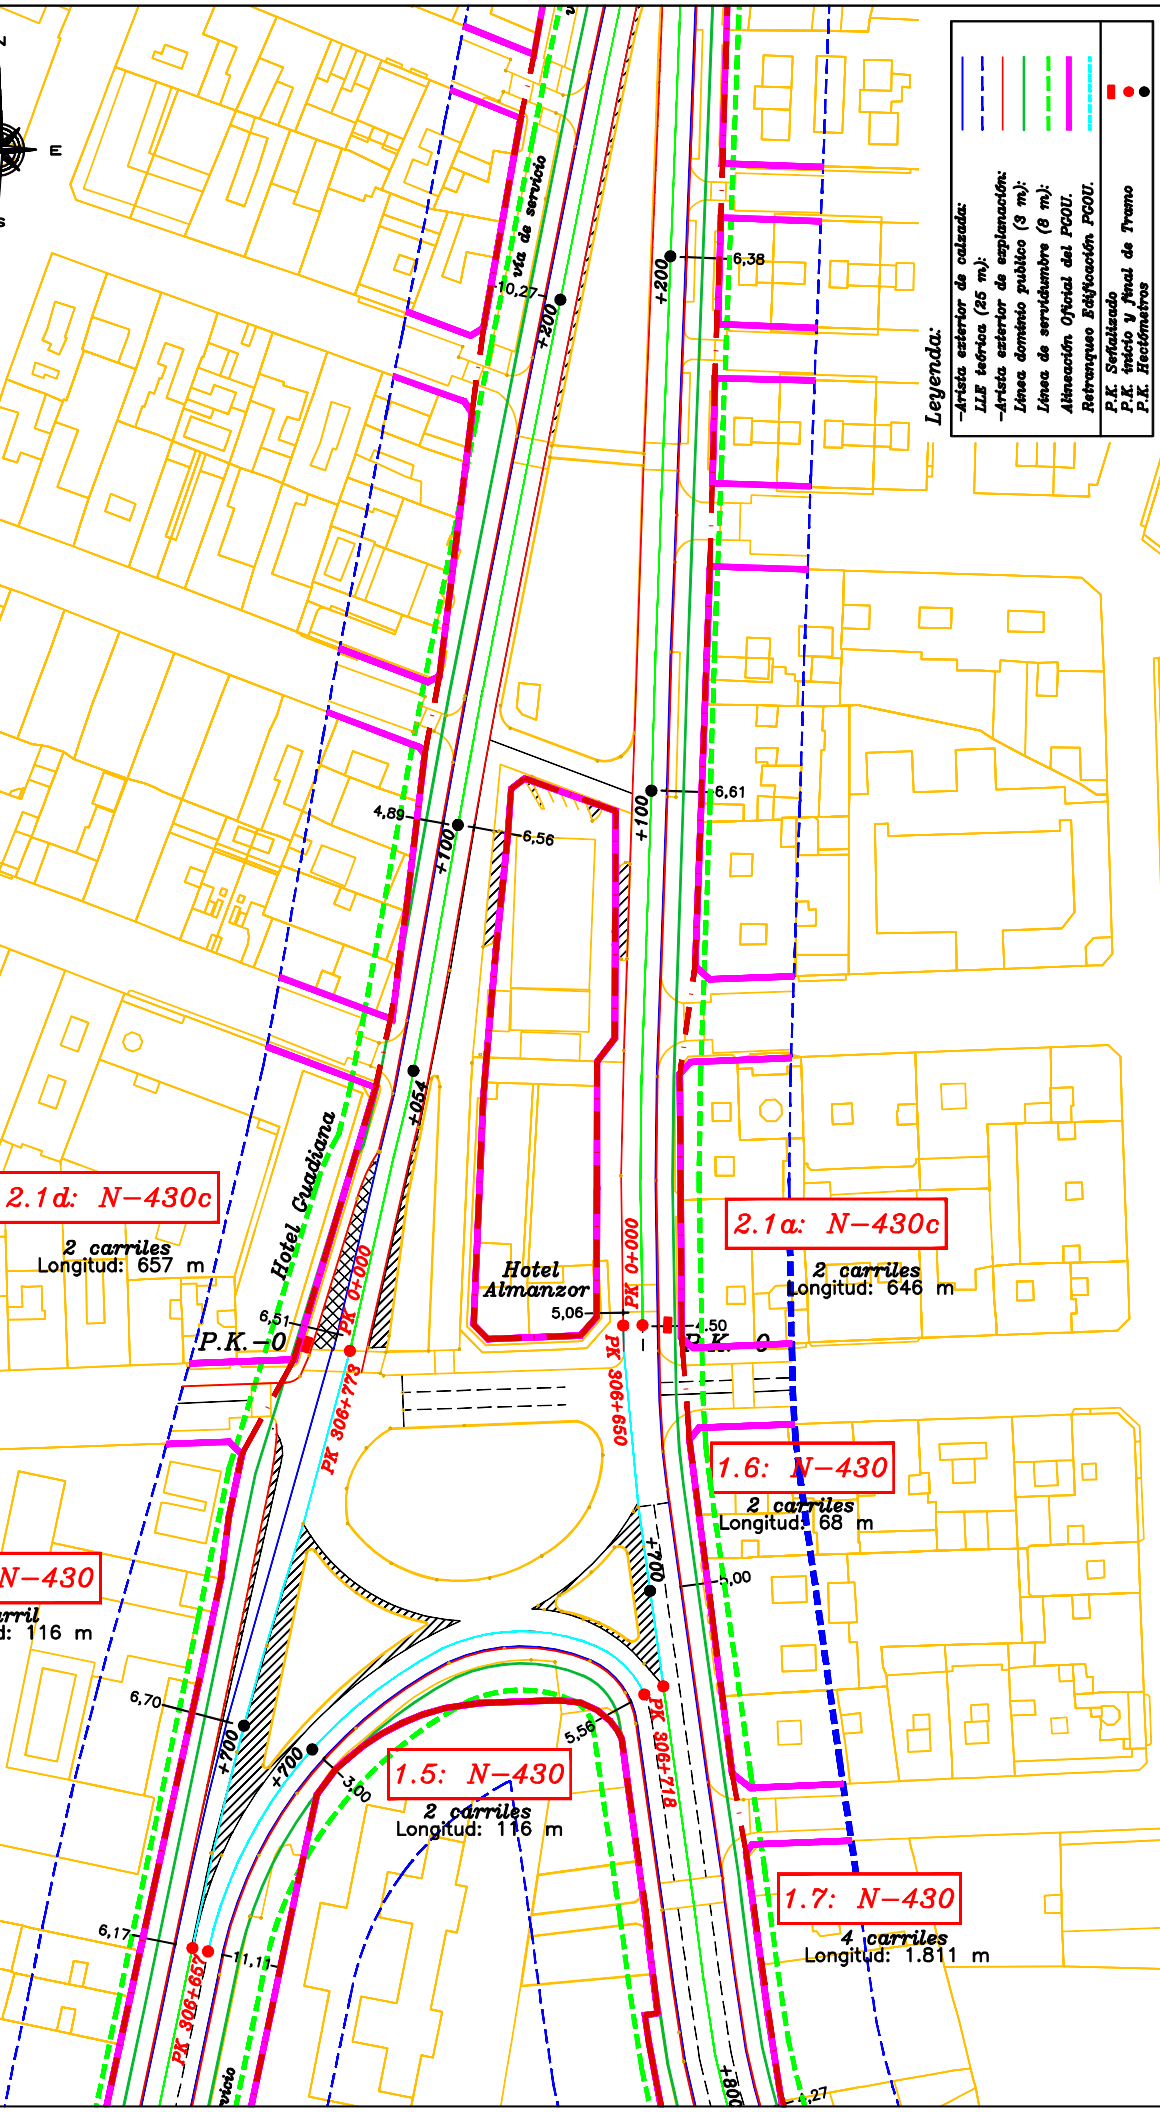 E
Leyenda:
-Arista exterior de calzada:
LLE teórica (25 m):
-Arista exterior de explanación:
Línea dominio publico (3 m):
Línea de servidumbre (8 m):
Alineación Oficial del PGOU.
Retranqueo Edificación PGOU.
P.K. Señalizado
P.K. inicio y final de Tramo
P.K. Hectómetros
vía de servicio
10,27
+200
+200
6,38
4,89
+100
6,56
+100
6,61
+054
Hotel Guadiana
2.1d: N-430c
2 carriles
Longitud: 657 m
2.1a: N-430c
2 carriles
Longitud: 646 m
Hotel
Almanzor
5,06
6,51
PK 0+000
PK 0+000
4.50
P.K.-0
PK 306+773
PK 306+650
1.6: N-430
2 carriles
Longitud: 68 m
N-430
116 m
+700
5,00
6,70
+700
+700
3,00
5,56
PK 306+718
1.5: N-430
2 carriles
Longitud: 116 m
1.7: N-430
4 carriles
Longitud: 1.811 m
6,17
11,11
PK 306+657
+800